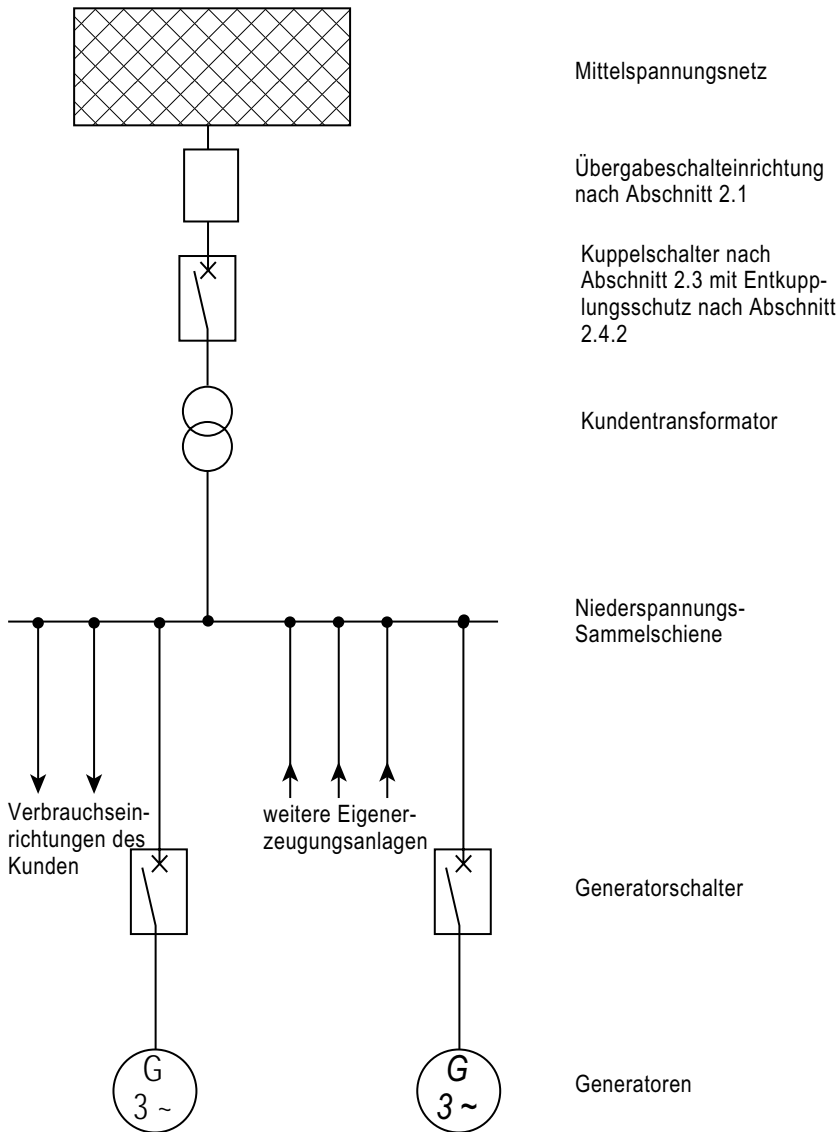 Mittelspannungsnetz
Übergabeschalteinrichtung
nach Abschnitt 2.1
Kuppelschalter nach
Abschnitt 2.3 mit Entkupp-
lungsschutz nach Abschnitt
2.4.2
Kundentransformator
Niederspannungs-
Sammelschiene
Verbrauchsein-
richtungen des
Kunden
weitere Eigener-
zeugungsanlagen
Generatorschalter
G
3 ~
G
3 ~
Generatoren